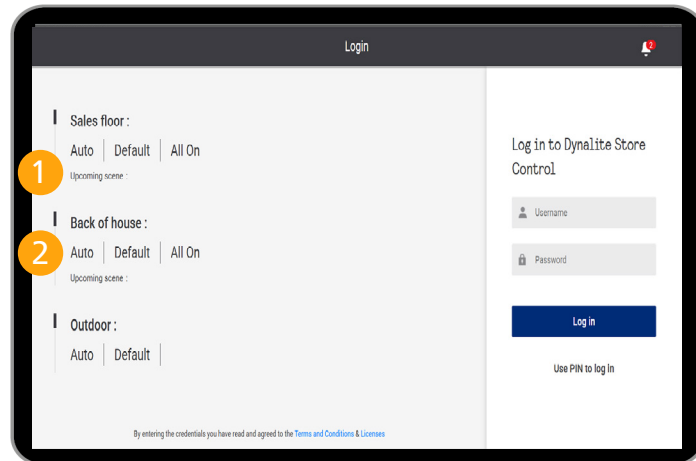 Login
2
Sales floor :
Auto | Default | All On
1
Upcoming scene :
Back of house :
2
Auto | Default | All On
Upcoming scene :
Outdoor :
Auto | Default |
By entering the credentials you have read and agreed to the Terms and Conditions & Licenses
Log in to Dynalite Store
Control
Username
Password
Log in
Use PIN to log in